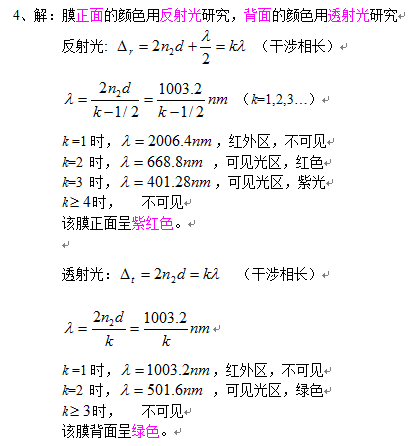 4、解：膜正面的颜色用反射光研究，背面的颜色用透射光研究
反射光: Δr = 2n₂d + λ/2 = kλ （干涉相长）
λ = 2n₂d/(k−1/2) = 1003.2/(k−1/2) nm （k=1,2,3…）
k =1 时，λ = 2006.4nm ，红外区，不可见
k=2 时，λ = 668.8nm ，可见光区，红色
k=3 时，λ = 401.28nm ，可见光区，紫光
k≥ 4时， 不可见
该膜正面呈紫红色。
透射光：Δt = 2n₂d = kλ （干涉相长）
λ = 2n₂d/k = 1003.2/k nm
k =1 时，λ = 1003.2nm ，红外区，不可见
k=2 时，λ = 501.6nm ，可见光区，绿色
k≥ 3时， 不可见
该膜背面呈绿色。